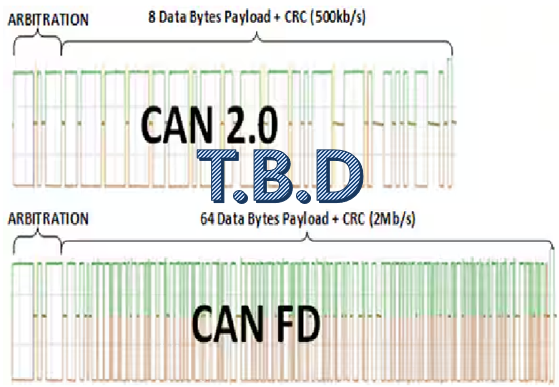 ARBITRATION 8 Data Bytes Payload + CRC (500kb/s)
CAN 2.0
T.B.D
ARBITRATION 64 Data Bytes Payload + CRC (2Mb/s)
CAN FD